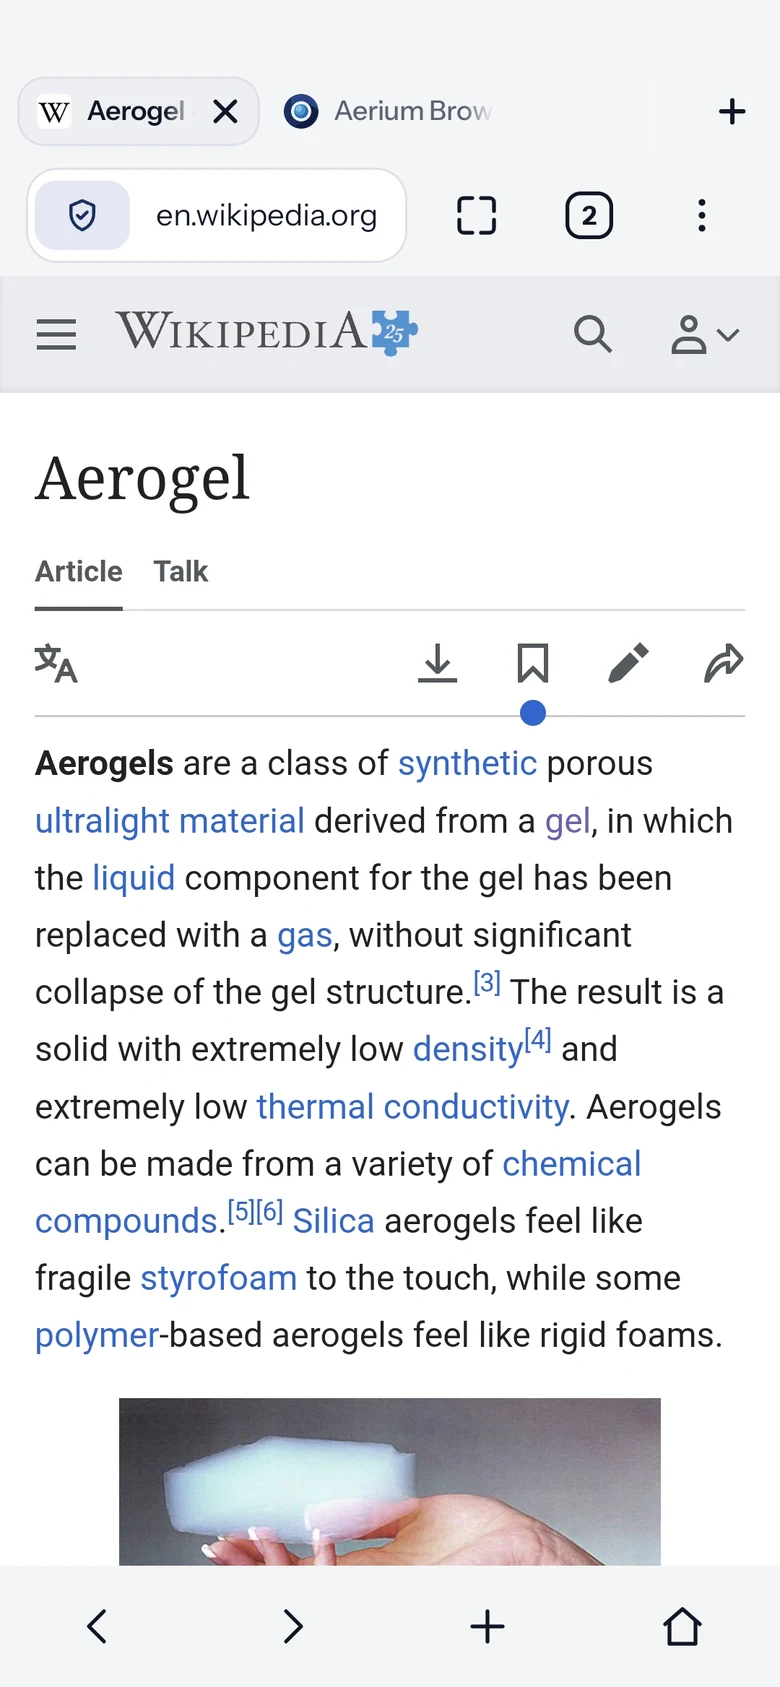 W Aerogel
Aerium Brow
en.wikipedia.org
2
WIKIPEDIA 25
Aerogel
Article Talk
文A
Aerogels are a class of synthetic porous
ultralight material derived from a gel, in which
the liquid component for the gel has been
replaced with a gas, without significant
collapse of the gel structure.[3] The result is a
solid with extremely low density[4] and
extremely low thermal conductivity. Aerogels
can be made from a variety of chemical
compounds.[5][6] Silica aerogels feel like
fragile styrofoam to the touch, while some
polymer-based aerogels feel like rigid foams.